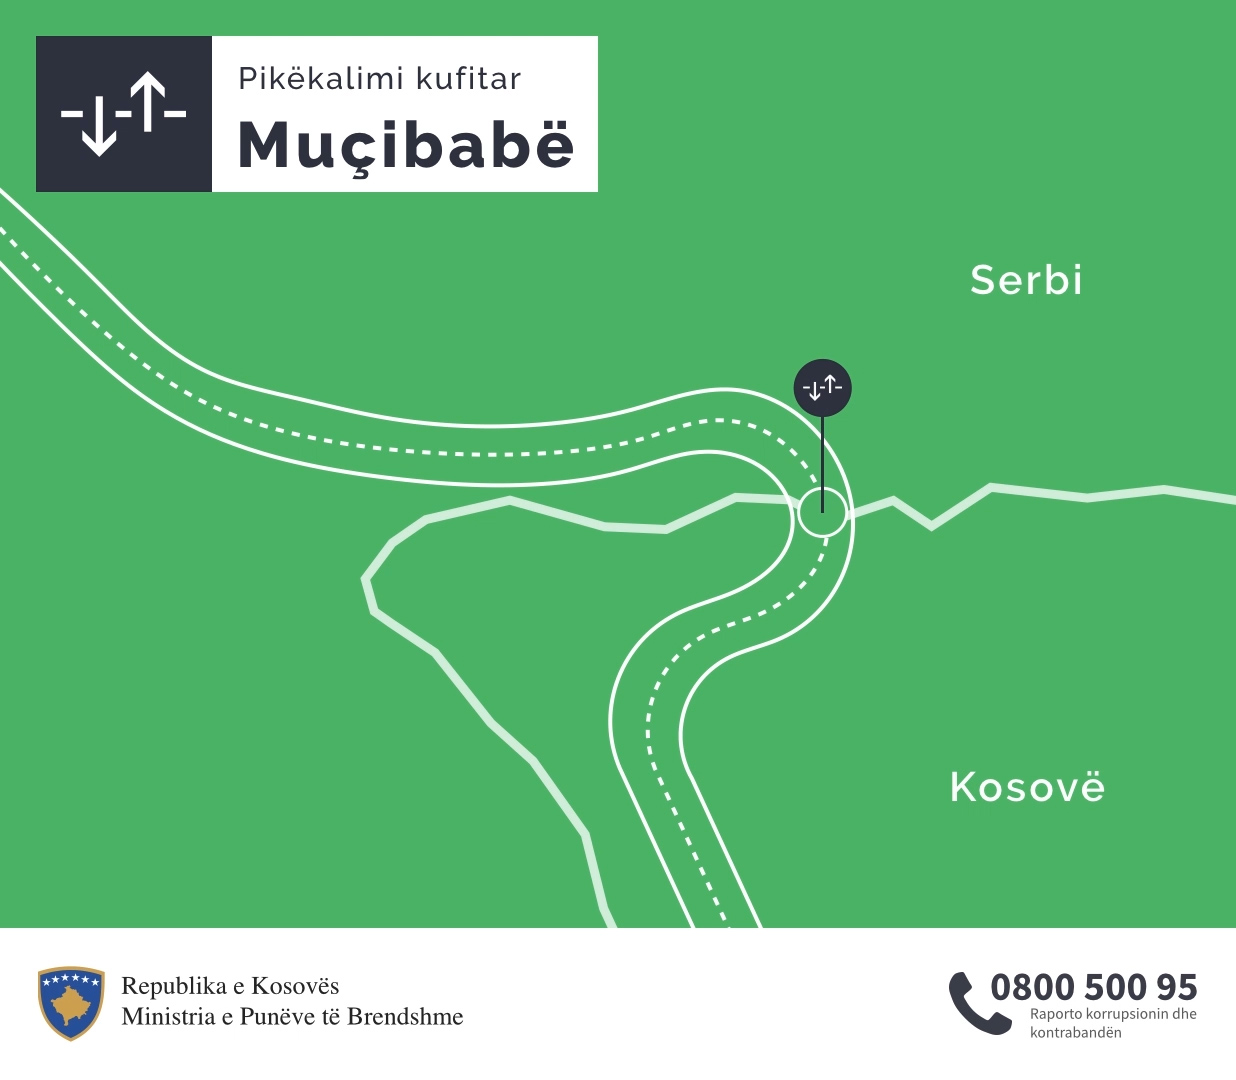 Pikëkalimi kufitar
Muçibabë
Serbi
Kosovë
Republika e Kosovës
Ministria e Punëve të Brendshme
0800 500 95
Raporto korrupsionin dhe
kontrabandën